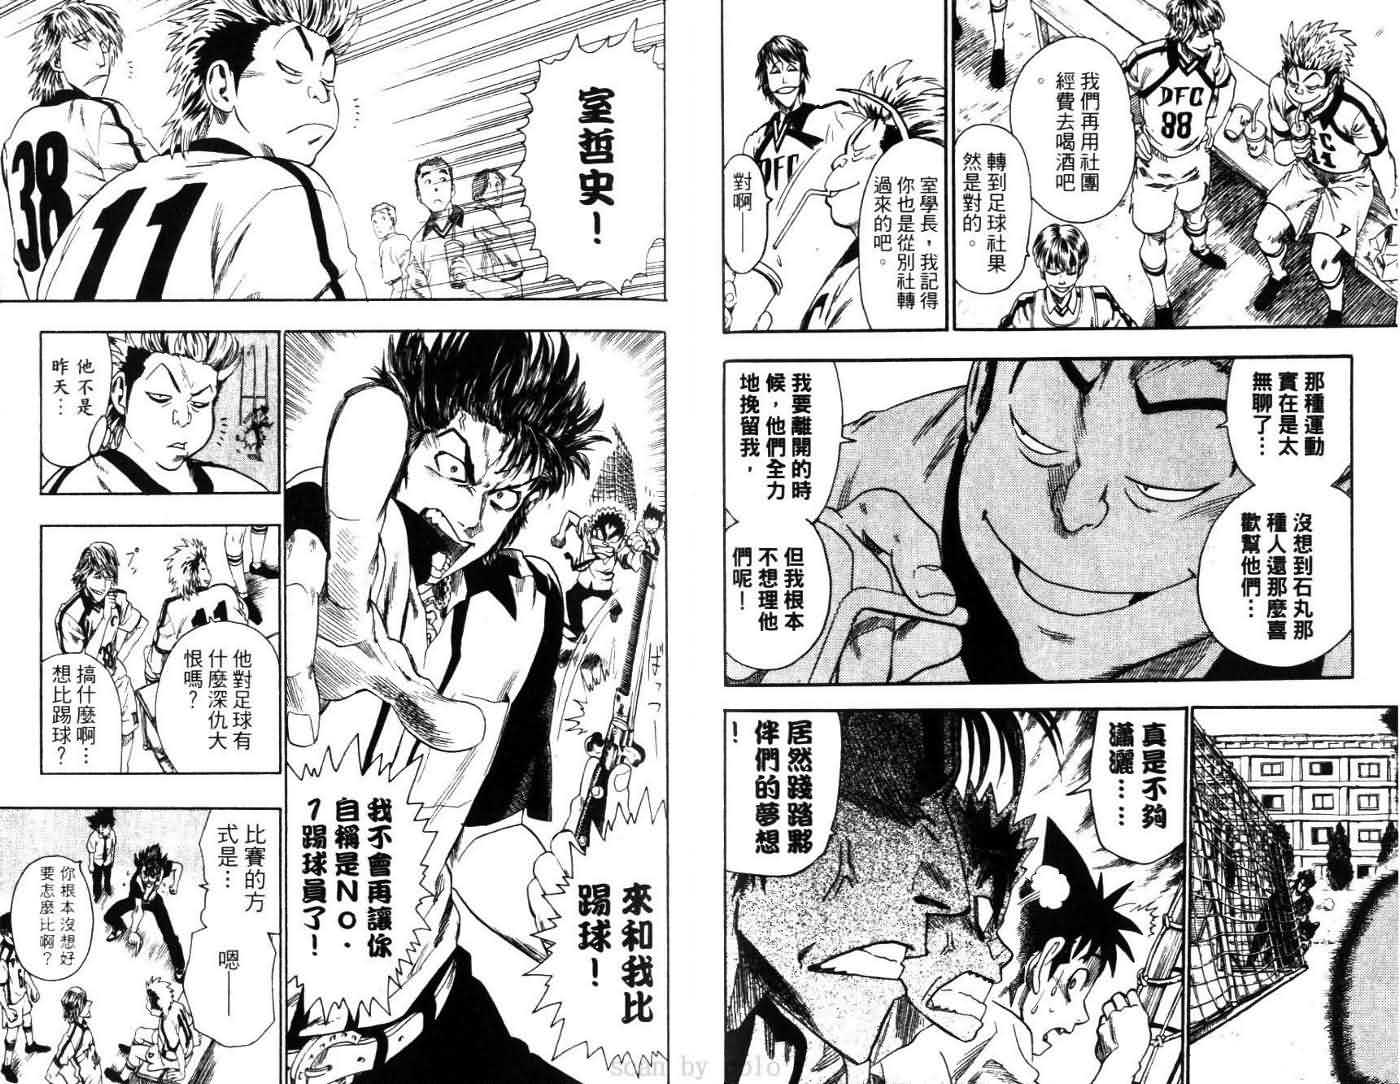 我們再用社團
經費去喝酒吧
。
轉到足球社果
然是對的。
DFC
88
DFC
11
室學長，我記得
你也是從別社轉
過來的吧。
DFC
對啊——
那種運動
實在是太
無聊了…
沒想到石丸那
種人還那麼喜
歡幫他們…
我要離開的時
候，他們全力
地挽留我，
但我根本
不想理他
們呢！
真是不夠
瀟灑……
居然踐踏夥
伴們的夢想
！
室哲史！
38
11
來和我比
踢球！
我不會再讓你
自稱是NO.
1踢球員了！
ばっ
他不是
昨天…
他對足球有
什麼深仇大
恨嗎？
搞什麼啊…
想比踢球？
11
比賽的方
式是…
嗯——
你根本沒想好
要怎麼比啊？
scan by solo